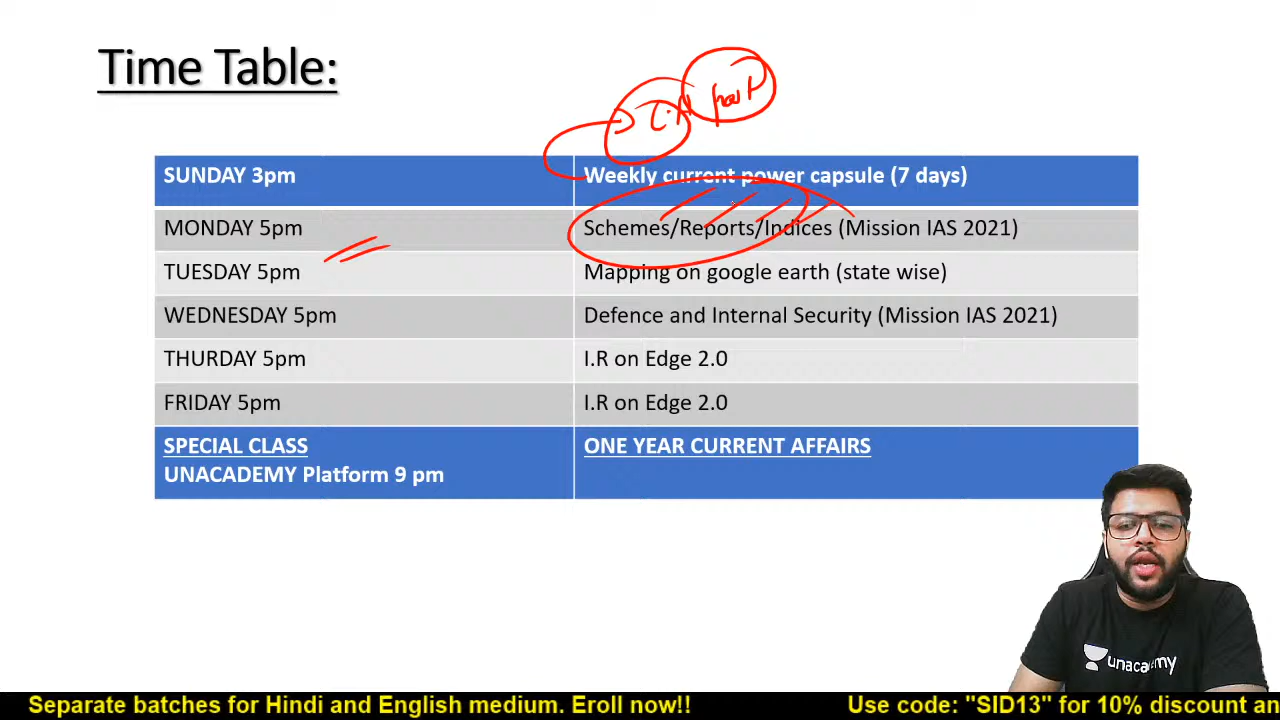 Time Table:
SUNDAY 3pm
Weekly current power capsule (7 days)
MONDAY 5pm
Schemes/Reports/Indices (Mission IAS 2021)
TUESDAY 5pm
Mapping on google earth (state wise)
WEDNESDAY 5pm
Defence and Internal Security (Mission IAS 2021)
THURDAY 5pm
I.R on Edge 2.0
FRIDAY 5pm
I.R on Edge 2.0
SPECIAL CLASS
UNACADEMY Platform 9 pm
ONE YEAR CURRENT AFFAIRS
unacademy
Separate batches for Hindi and English medium. Eroll now!!
Use code: "SID13" for 10% discount an